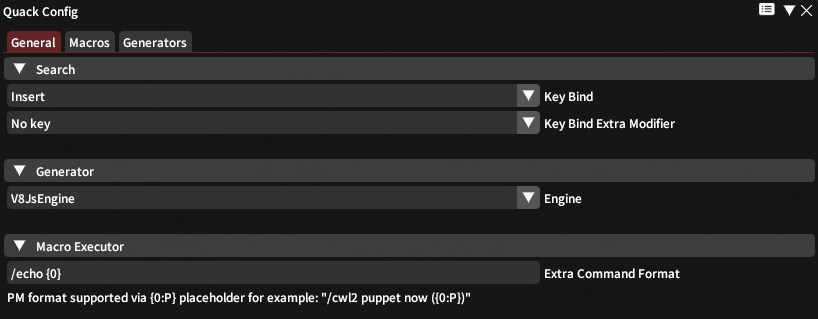 Quack Config
General Macros Generators
Search
Insert Key Bind
No key Key Bind Extra Modifier
Generator
V8JsEngine Engine
Macro Executor
/echo {0} Extra Command Format
PM format supported via {0:P} placeholder for example: "/cwl2 puppet now ({0:P})"